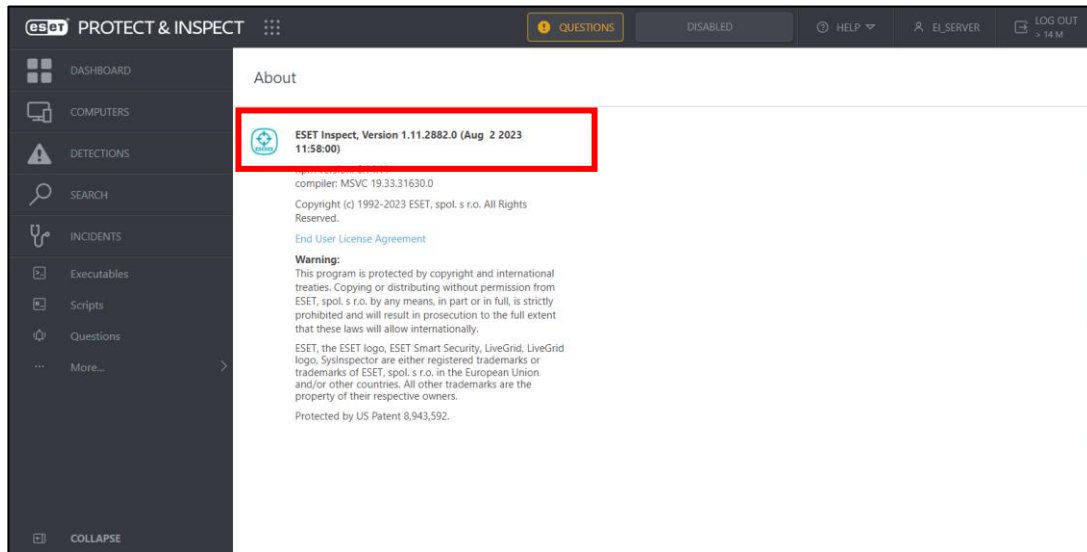 eset PROTECT & INSPECT
QUESTIONS
DISABLED
HELP
EI_SERVER
LOG OUT
> 14 M
DASHBOARD
COMPUTERS
DETECTIONS
SEARCH
INCIDENTS
Executables
Scripts
Questions
More...
COLLAPSE
About
ESET Inspect, Version 1.11.2882.0 (Aug 2 2023
11:58:00)
compiler: MSVC 19.33.31630.0
Copyright (c) 1992-2023 ESET, spol. s r.o. All Rights
Reserved.
End User License Agreement
Warning:
This program is protected by copyright and international
treaties. Copying or distributing without permission from
ESET, spol. s r.o. by any means, in part or in full, is strictly
prohibited and will result in prosecution to the full extent
that these laws will allow internationally.
ESET, the ESET logo, ESET Smart Security, LiveGrid, LiveGrid
logo, SysInspector are either registered trademarks or
trademarks of ESET, spol. s r.o. in the European Union
and/or other countries. All other trademarks are the
property of their respective owners.
Protected by US Patent 8,943,592.